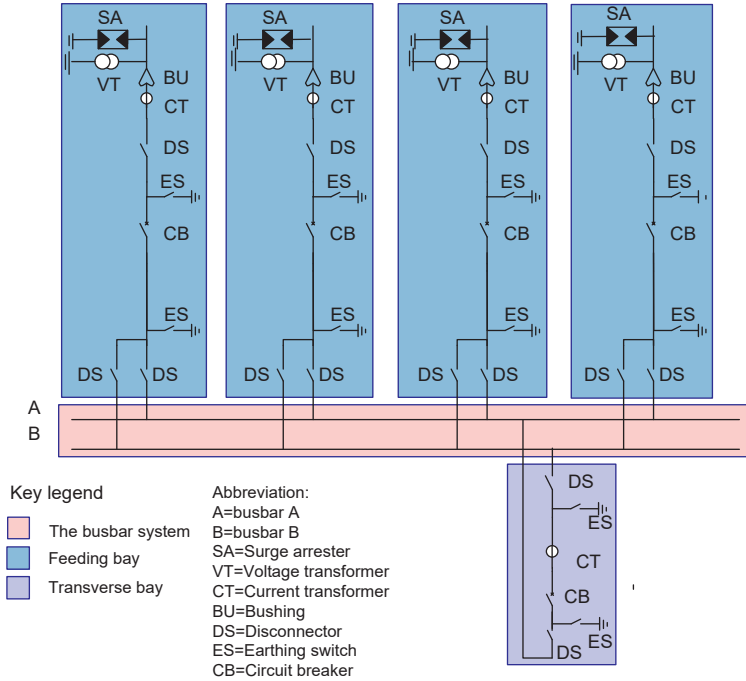 SA SA SA SA
VT VT VT VT
BU BU BU BU
CT CT CT CT
DS DS DS DS
ES ES ES ES
CB CB CB CB
ES ES ES ES
DS DS DS DS DS DS DS DS
A
B
DS
ES
CT
CB
ES
DS
Key legend
The busbar system
Feeding bay
Transverse bay
Abbreviation:
A=busbar A
B=busbar B
SA=Surge arrester
VT=Voltage transformer
CT=Current transformer
BU=Bushing
DS=Disconnector
ES=Earthing switch
CB=Circuit breaker